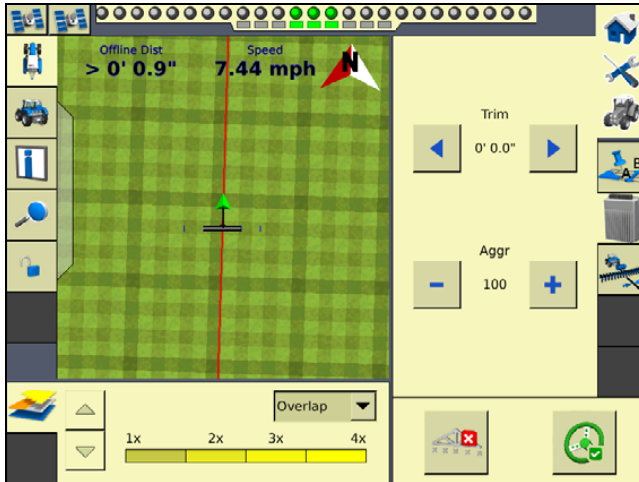 Offline Dist
Speed
> 0' 0.9"
7.44 mph
N
Trim
0' 0.0"
A B
Aggr
100
Overlap
1x 2x 3x 4x